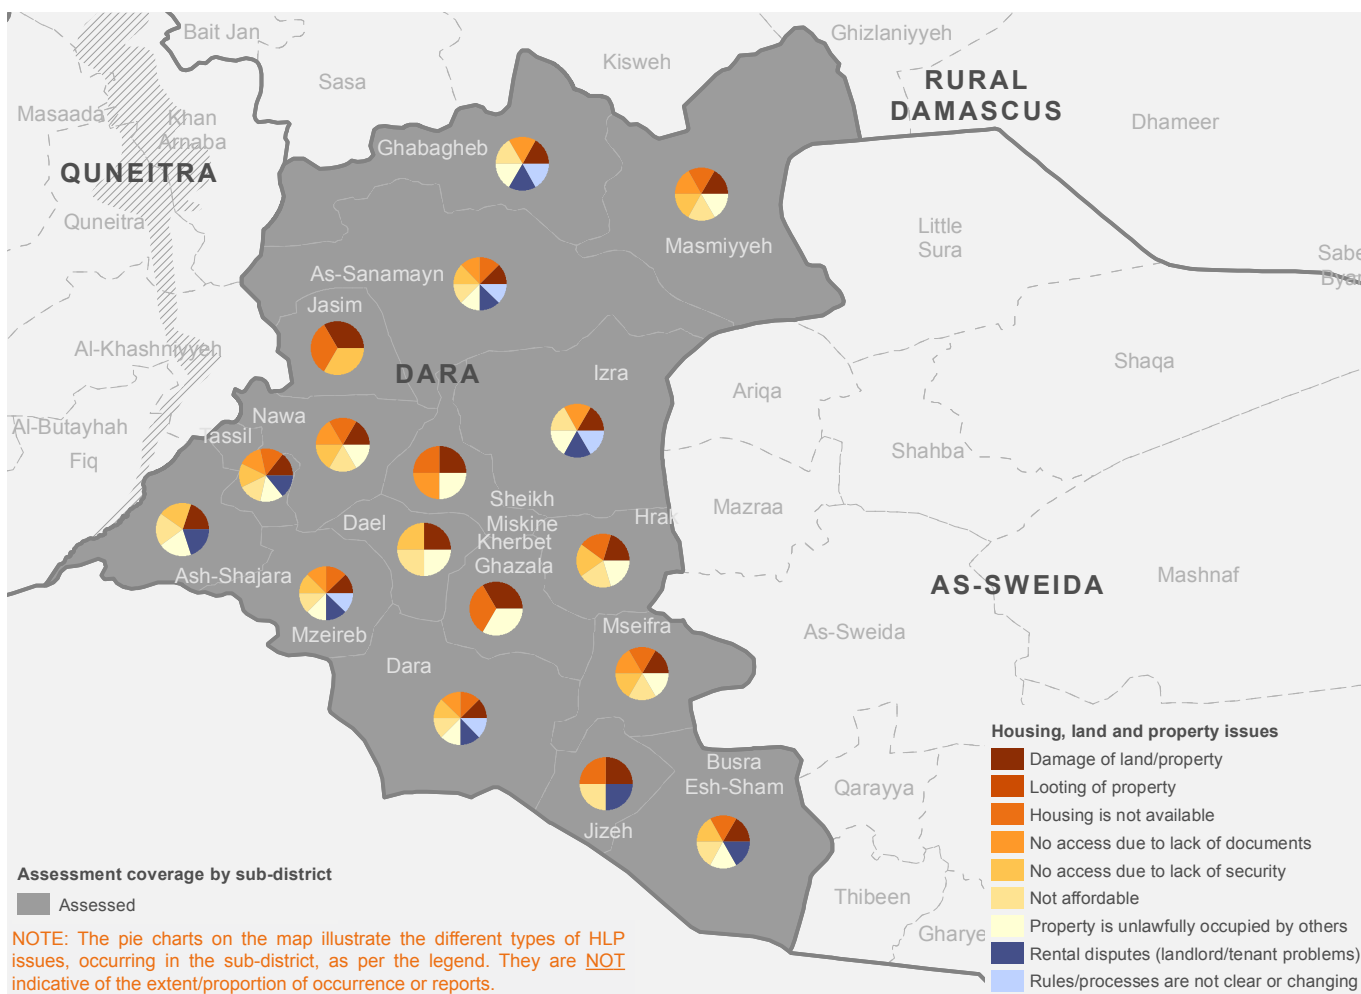 Bait Jan
Ghizlaniyyeh
Sasa
Kisweh
RURAL
DAMASCUS
Masaada
Khan
Arnaba
Dhameer
Ghabagheb
QUNEITRA
Quneitra
Masmiyyeh
Little
Sura
As-Sanamayn
Jasim
Al-Khashniyyeh
DARA
Izra
Shaqa
Ariqa
Nawa
Tassil
Al-Butayhah
Fiq
Shahba
Sheikh
Miskine
Mazraa
Hrak
Dael
Kherbet
Ghazala
Ash-Shajara
AS-SWEIDA
Mashnaf
Mzeireb
Mseifra
As-Sweida
Dara
Busra
Esh-Sham
Qarayya
Jizeh
Thibeen
Housing, land and property issues
Damage of land/property
Looting of property
Housing is not available
No access due to lack of documents
No access due to lack of security
Not affordable
Property is unlawfully occupied by others
Rental disputes (landlord/tenant problems)
Rules/processes are not clear or changing
Assessment coverage by sub-district
Assessed
NOTE: The pie charts on the map illustrate the different types of HLP
issues, occurring in the sub-district, as per the legend. They are NOT
indicative of the extent/proportion of occurrence or reports.